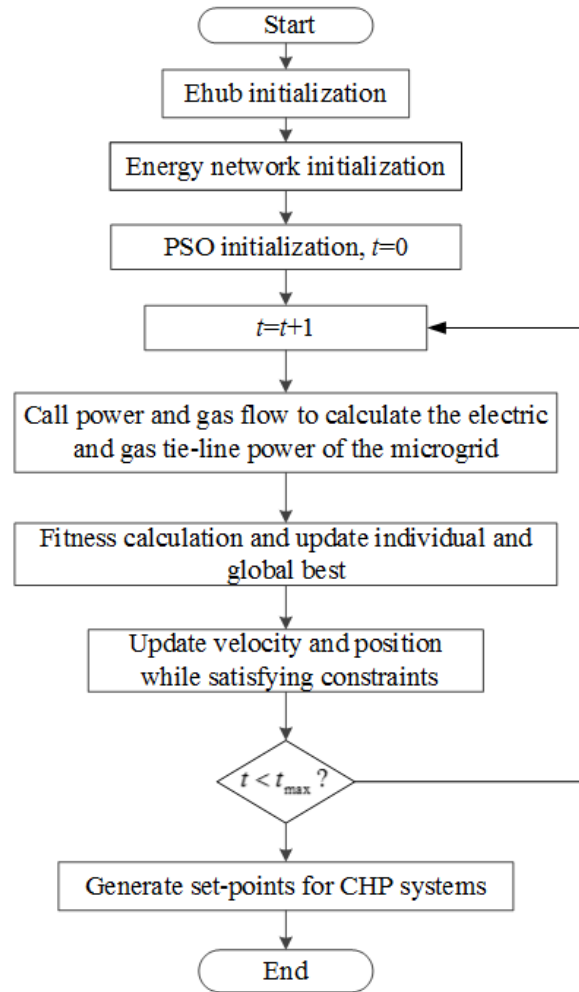 Start
Ehub initialization
Energy network initialization
PSO initialization, t=0
t=t+1
Call power and gas flow to calculate the electric
and gas tie-line power of the microgrid
Fitness calculation and update individual and
global best
Update velocity and position
while satisfying constraints
t < tmax ?
Generate set-points for CHP systems
End